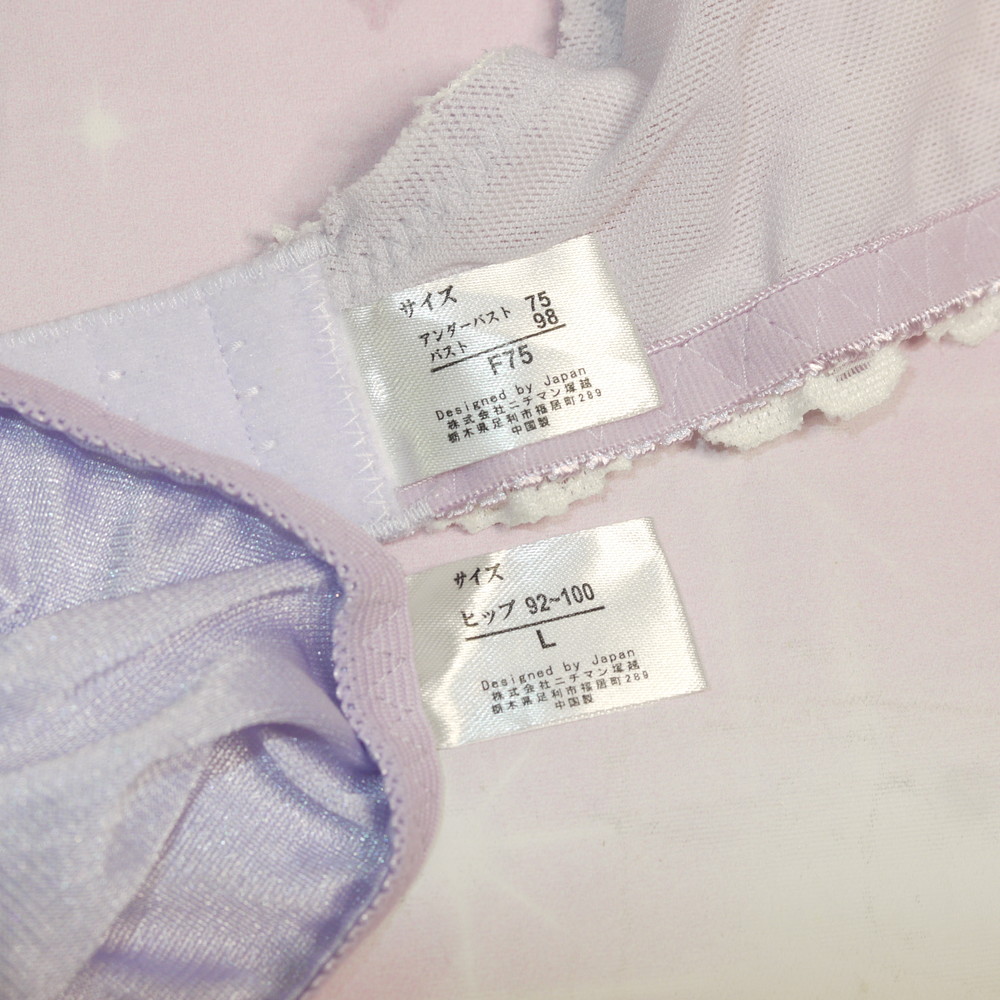 サイズ
アンダーバスト 75
バスト 98
F75
Designed by Japan
株式会社ニチマン塚越
栃木県足利市福居町289
中国製
サイズ
ヒップ 92~100
L
Designed by Japan
株式会社ニチマン塚越
栃木県足利市福居町289
中国製